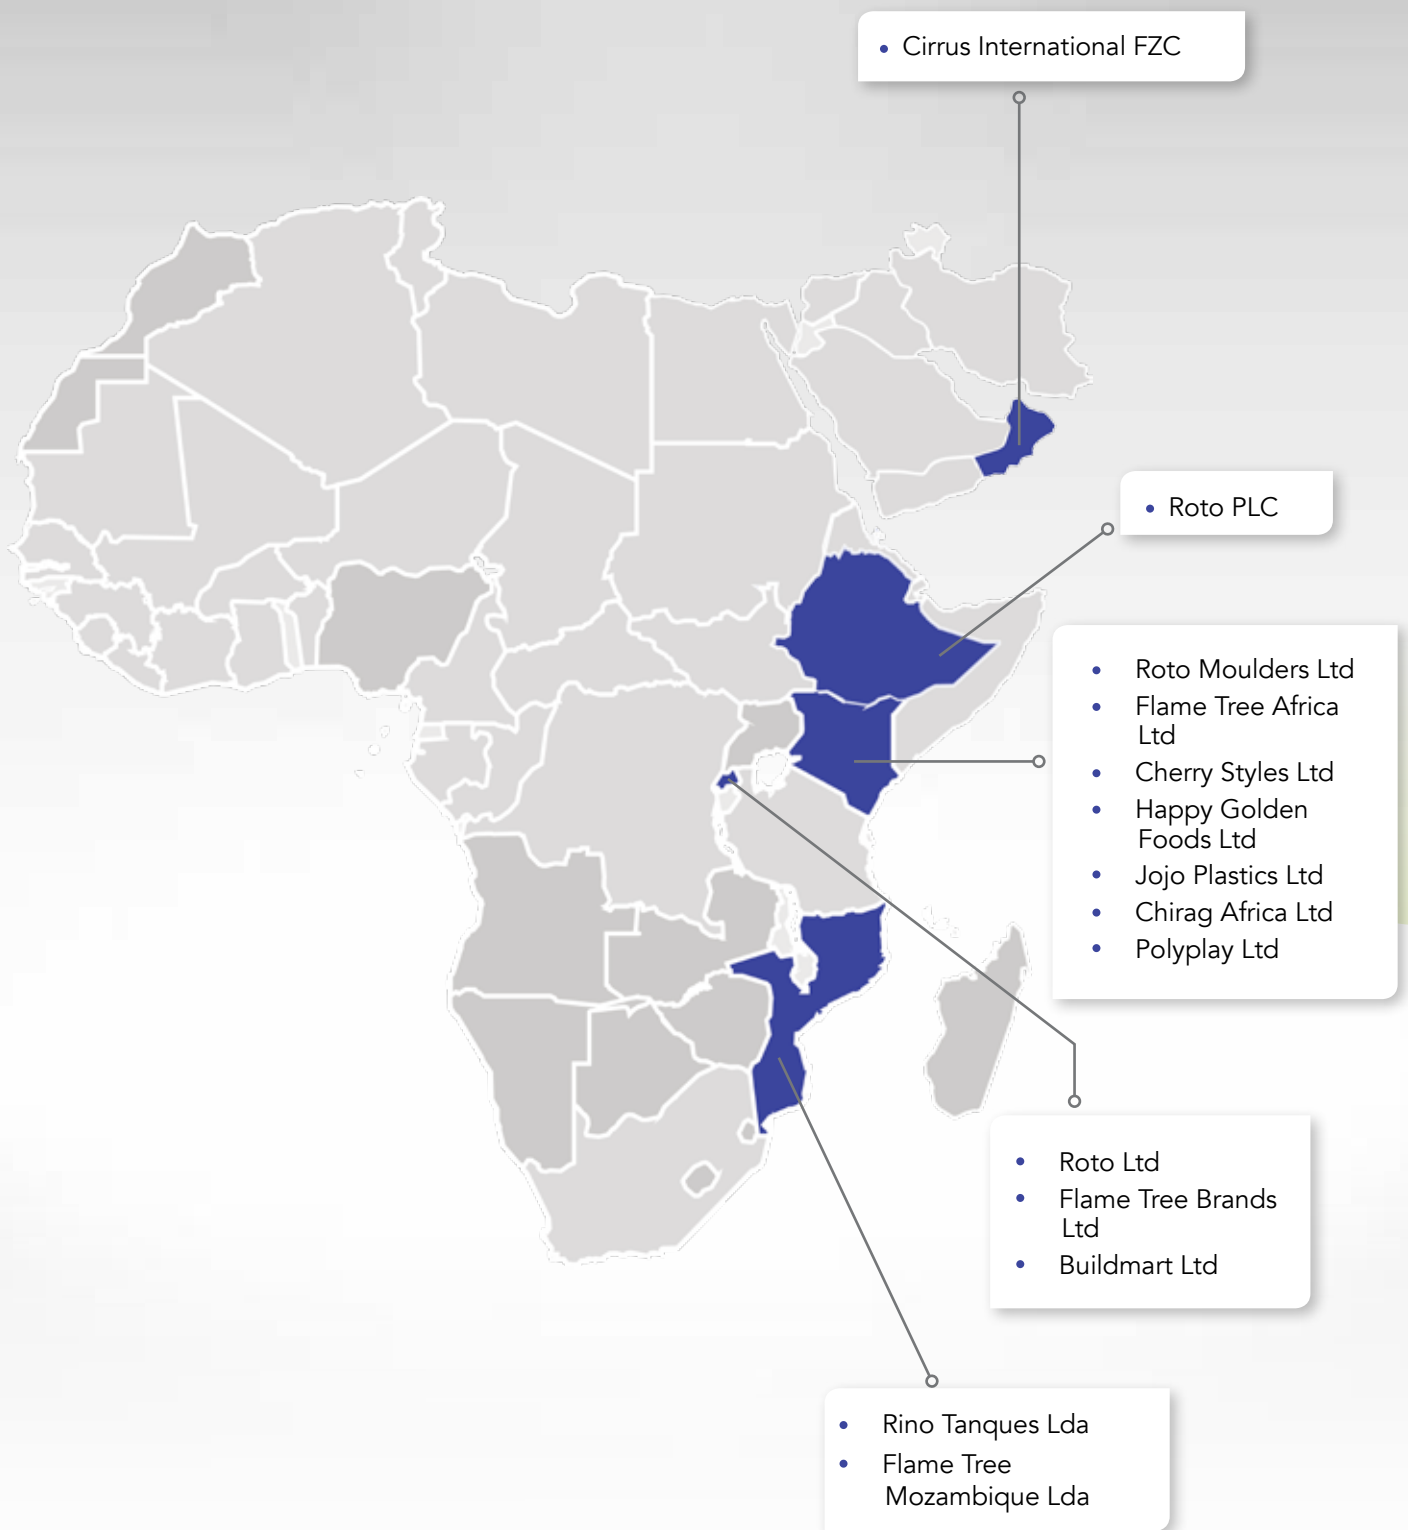 • Cirrus International FZC
• Roto PLC
• Roto Moulders Ltd
• Flame Tree Africa
Ltd
• Cherry Styles Ltd
• Happy Golden
Foods Ltd
• Jojo Plastics Ltd
• Chirag Africa Ltd
• Polyplay Ltd
• Roto Ltd
• Flame Tree Brands
Ltd
• Buildmart Ltd
• Rino Tanques Lda
• Flame Tree
Mozambique Lda